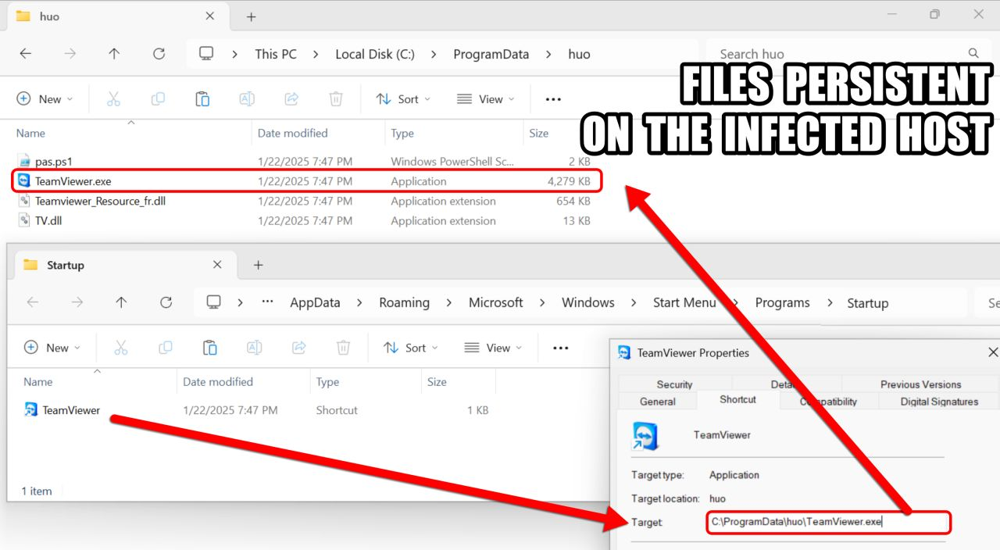 huo
This PC > Local Disk (C:) > ProgramData > huo
Search huo
FILES PERSISTENT
ON THE INFECTED HOST
New
Sort
View
Name Date modified Type Size
pas.ps1 1/22/2025 7:47 PM Windows PowerShell Sc... 2 KB
TeamViewer.exe 1/22/2025 7:47 PM Application 4,279 KB
Teamviewer_Resource_fr.dll 1/22/2025 7:47 PM Application extension 654 KB
TV.dll 1/22/2025 7:47 PM Application extension 13 KB
Startup
... AppData > Roaming > Microsoft > Windows > Start Menu > Programs > Startup
Se
New
Sort
View
Name Date modified Type Size
TeamViewer 1/22/2025 7:47 PM Shortcut 1 KB
1 item
TeamViewer Properties
Security Previous Versions
General Shortcut Compatibility Digital Signatures
TeamViewer
Target type: Application
Target location: huo
Target: C:\ProgramData\huo\TeamViewer.exe